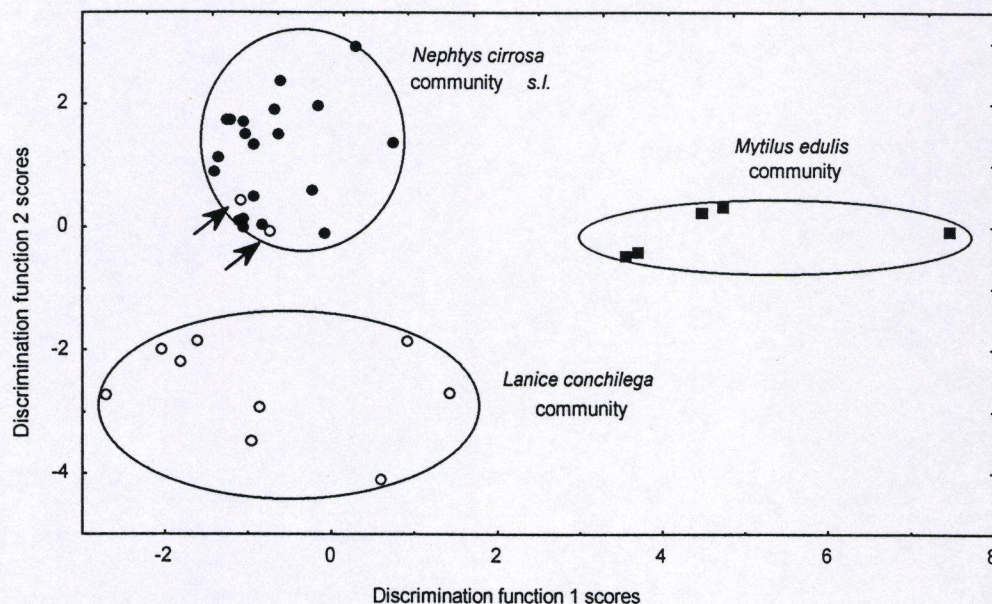 Nephtys cirrosa
community s.l.
Mytilus edulis
community
Lanice conchilega
community
2
0
-2
-4
-2
0
2
4
6
8
Discrimination function 2 scores
Discrimination function 1 scores